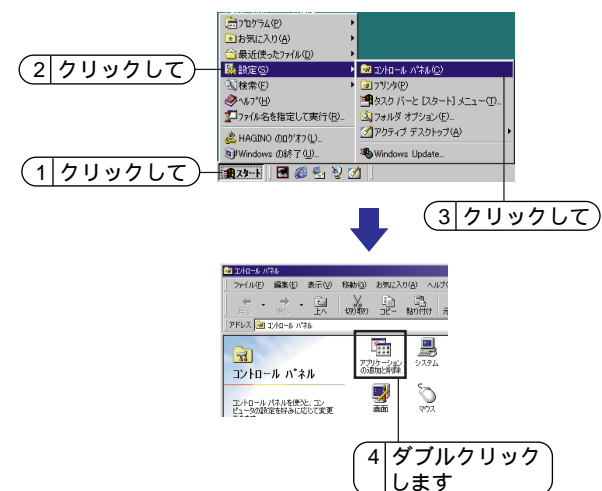 プログラム(P)
お気に入り(A)
最近使ったファイル(D)
設定(S)
検索(E)
ヘルプ(H)
ファイル名を指定して実行(R)...
HAGINO のログオフ(L)...
Windows の終了(U)...
スタート
コントロール パネル(C)
プリンタ(P)
タスク バーと [スタート] メニュー(T)...
フォルダ オプション(F)...
アクティブ デスクトップ(A)
Windows Update...
2 クリックして
1 クリックして
3 クリックして
コントロール パネル
ファイル(F) 編集(E) 表示(V) 移動(G) お気に入り(A) ヘルプ(
戻る 進む 上へ 切り取り コピー 貼り付け 元
アドレス コントロール パネル
コントロール パネル
コントロール パネルを使うと、コン
ピュータの設定を好みに応じて変更
アプリケーション
の追加と削除
システム
画面
マウス
4 ダブルクリック
します